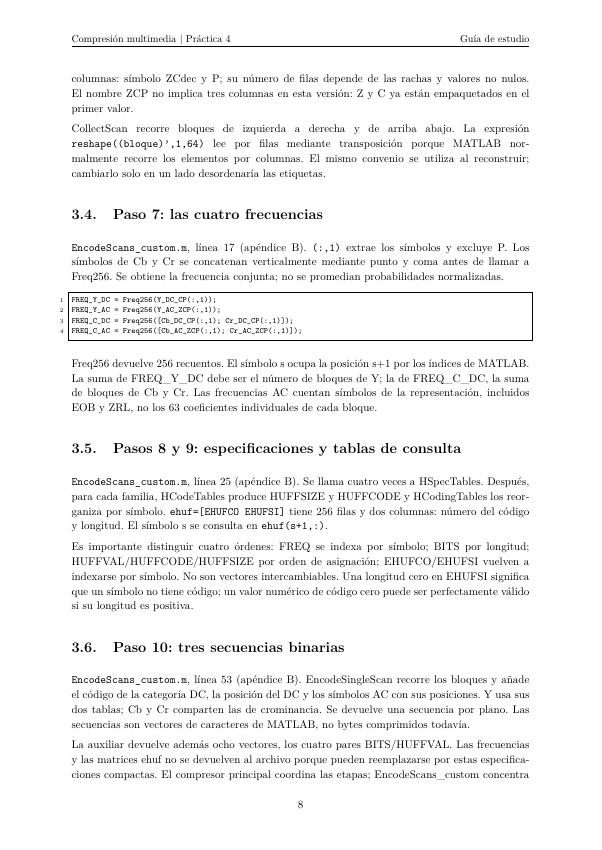 Compresión multimedia | Práctica 4 Guía de estudio
columnas: símbolo ZCdec y P; su número de filas depende de las rachas y valores no nulos.
El nombre ZCP no implica tres columnas en esta versión: Z y C ya están empaquetados en el
primer valor.
CollectScan recorre bloques de izquierda a derecha y de arriba abajo. La expresión
reshape((bloque)',1,64) lee por filas mediante transposición porque MATLAB nor-
malmente recorre los elementos por columnas. El mismo convenio se utiliza al reconstruir;
cambiarlo solo en un lado desordenaría las etiquetas.
3.4. Paso 7: las cuatro frecuencias
EncodeScans_custom.m, línea 17 (apéndice B). (:,1) extrae los símbolos y excluye P. Los
símbolos de Cb y Cr se concatenan verticalmente mediante punto y coma antes de llamar a
Freq256. Se obtiene la frecuencia conjunta; no se promedian probabilidades normalizadas.
1 FREQ_Y_DC = Freq256(Y_DC_CP(:,1));
2 FREQ_Y_AC = Freq256(Y_AC_ZCP(:,1));
3 FREQ_C_DC = Freq256([Cb_DC_CP(:,1); Cr_DC_CP(:,1)]);
4 FREQ_C_AC = Freq256([Cb_AC_ZCP(:,1); Cr_AC_ZCP(:,1)]);
Freq256 devuelve 256 recuentos. El símbolo s ocupa la posición s+1 por los índices de MATLAB.
La suma de FREQ_Y_DC debe ser el número de bloques de Y; la de FREQ_C_DC, la suma
de bloques de Cb y Cr. Las frecuencias AC cuentan símbolos de la representación, incluidos
EOB y ZRL, no los 63 coeficientes individuales de cada bloque.
3.5. Pasos 8 y 9: especificaciones y tablas de consulta
EncodeScans_custom.m, línea 25 (apéndice B). Se llama cuatro veces a HSpecTables. Después,
para cada familia, HCodeTables produce HUFFSIZE y HUFFCODE y HCodingTables los reor-
ganiza por símbolo. ehuf=[EHUFCO EHUFSI] tiene 256 filas y dos columnas: número del código
y longitud. El símbolo s se consulta en ehuf(s+1,:).
Es importante distinguir cuatro órdenes: FREQ se indexa por símbolo; BITS por longitud;
HUFFVAL/HUFFCODE/HUFFSIZE por orden de asignación; EHUFCO/EHUFSI vuelven a
indexarse por símbolo. No son vectores intercambiables. Una longitud cero en EHUFSI significa
que un símbolo no tiene código; un valor numérico de código cero puede ser perfectamente válido
si su longitud es positiva.
3.6. Paso 10: tres secuencias binarias
EncodeScans_custom.m, línea 53 (apéndice B). EncodeSingleScan recorre los bloques y añade
el código de la categoría DC, la posición del DC y los símbolos AC con sus posiciones. Y usa sus
dos tablas; Cb y Cr comparten las de crominancia. Se devuelve una secuencia por plano. Las
secuencias son vectores de caracteres de MATLAB, no bytes comprimidos todavía.
La auxiliar devuelve además ocho vectores, los cuatro pares BITS/HUFFVAL. Las frecuencias
y las matrices ehuf no se devuelven al archivo porque pueden reemplazarse por estas especifica-
ciones compactas. El compresor principal coordina las etapas; EncodeScans_custom concentra
8